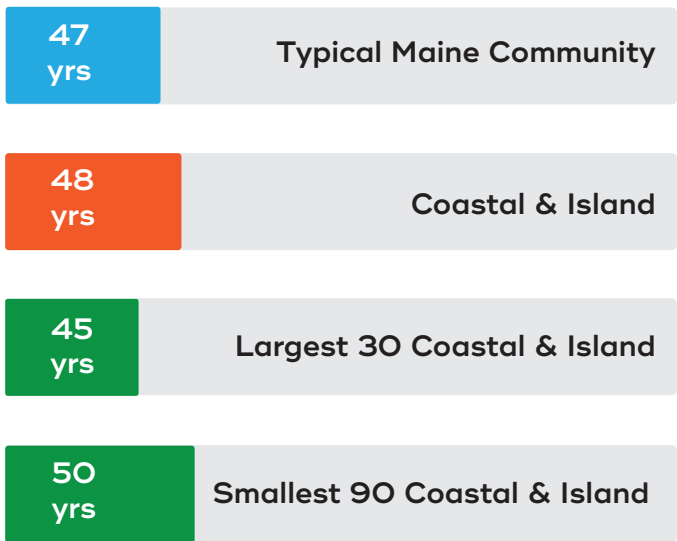 47
yrs
Typical Maine Community
48
yrs
Coastal & Island
45
yrs
Largest 30 Coastal & Island
50
yrs
Smallest 90 Coastal & Island